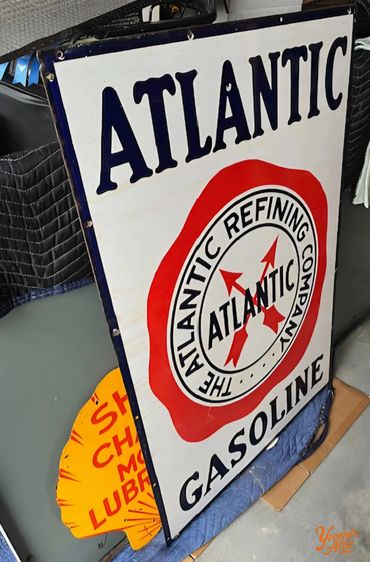 ATLANTIC
THE ATLANTIC REFINING COMPANY.....
ATLANTIC
GASOLINE
SH
CHA
MO
LUBR